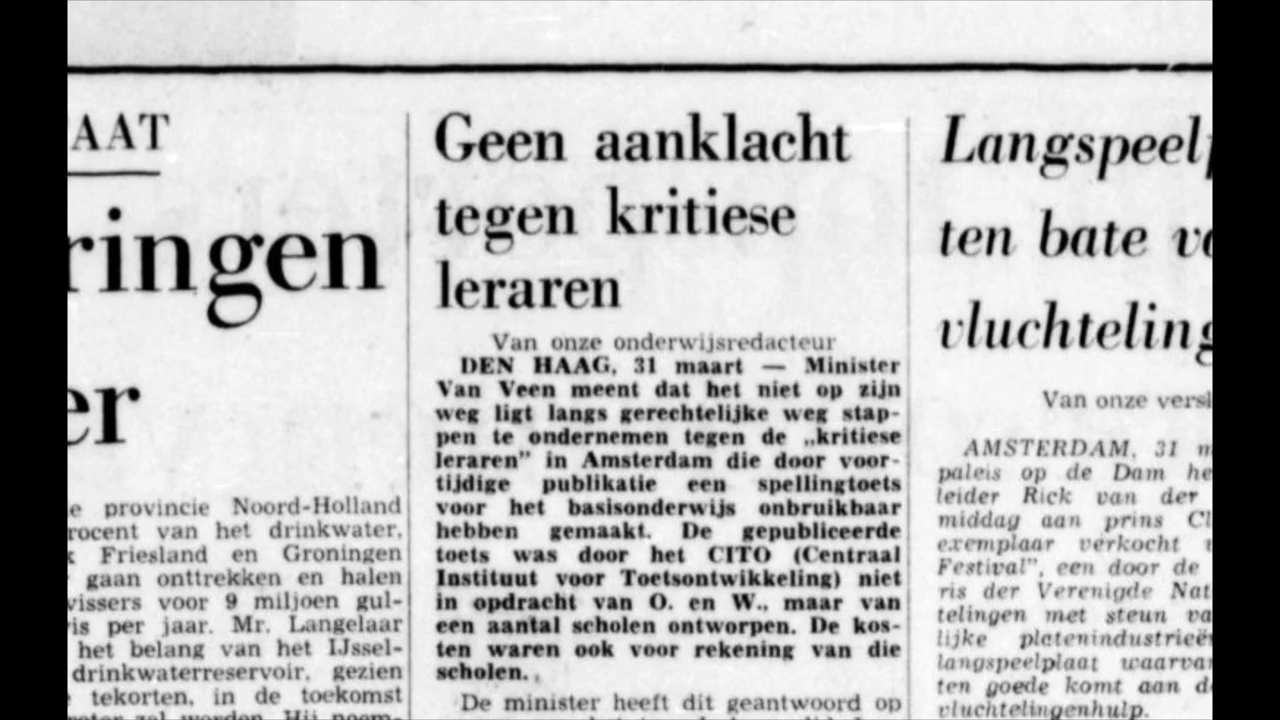 AAT
ringen
er
e provincie Noord-Holland
rocent van het drinkwater,
k Friesland en Groningen
gaan onttrekken en halen
vissers voor 9 miljoen gul-
is per jaar. Mr. Langelaar
het belang van het IJssel-
drinkwaterreservoir, gezien
tekorten, in de toekomst
Geen aanklacht
tegen kritiese
leraren
Van onze onderwijsredacteur
DEN HAAG, 31 maart — Minister
Van Veen meent dat het niet op zijn
weg ligt langs gerechtelijke weg stap-
pen te ondernemen tegen de „kritiese
leraren” in Amsterdam die door voor-
tijdige publikatie een spellingtoets
voor het basisonderwijs onbruikbaar
hebben gemaakt. De gepubliceerde
toets was door het CITO (Centraal
Instituut voor Toetsontwikkeling) niet
in opdracht van O. en W., maar van
een aantal scholen ontworpen. De kos-
ten waren ook voor rekening van die
scholen.
De minister heeft dit geantwoord op
Langspeelp
ten bate vo
vluchteling
Van onze versl
AMSTERDAM, 31 m
paleis op de Dam he
leider Rick van der
middag aan prins Cl
exemplaar verkocht v
Festival”, een door de
ris der Verenigde Nat
telingen met steun va
lijke platenindustrieë
langspeelplaat waarva
ten goede komt aan d
vluchtelingenhulp.